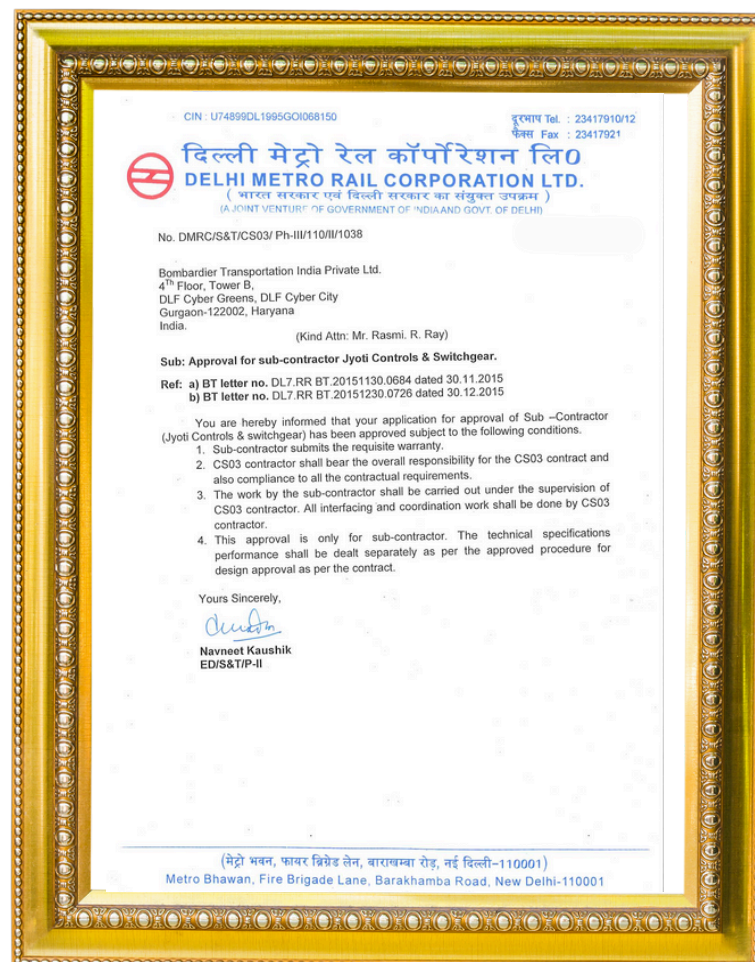 CIN : U74899DL1995GOI068150
दूरभाष Tel. : 23417910/12
फैक्स Fax : 23417921
दिल्ली मेट्रो रेल कॉर्पोरेशन लि0
DELHI METRO RAIL CORPORATION LTD.
( भारत सरकार एवं दिल्ली सरकार का संयुक्त उपक्रम )
(A JOINT VENTURE OF GOVERNMENT OF INDIA AND GOVT. OF DELHI)
No. DMRC/S&T/CS03/ Ph-III/110/II/1038
Bombardier Transportation India Private Ltd.
4Th Floor, Tower B,
DLF Cyber Greens, DLF Cyber City
Gurgaon-122002, Haryana
India.
(Kind Attn: Mr. Rasmi. R. Ray)
Sub: Approval for sub-contractor Jyoti Controls & Switchgear.
Ref: a) BT letter no. DL7.RR BT.20151130.0684 dated 30.11.2015
b) BT letter no. DL7.RR BT.20151230.0726 dated 30.12.2015
You are hereby informed that your application for approval of Sub –Contractor
(Jyoti Controls & switchgear) has been approved subject to the following conditions.
1. Sub-contractor submits the requisite warranty.
2. CS03 contractor shall bear the overall responsibility for the CS03 contract and
also compliance to all the contractual requirements.
3. The work by the sub-contractor shall be carried out under the supervision of
CS03 contractor. All interfacing and coordination work shall be done by CS03
contractor.
4. This approval is only for sub-contractor. The technical specifications
performance shall be dealt separately as per the approved procedure for
design approval as per the contract.
Yours Sincerely,
Navneet Kaushik
ED/S&T/P-II
(मेट्रो भवन, फायर ब्रिगेड लेन, बाराखम्बा रोड़, नई दिल्ली–110001)
Metro Bhawan, Fire Brigade Lane, Barakhamba Road, New Delhi-110001